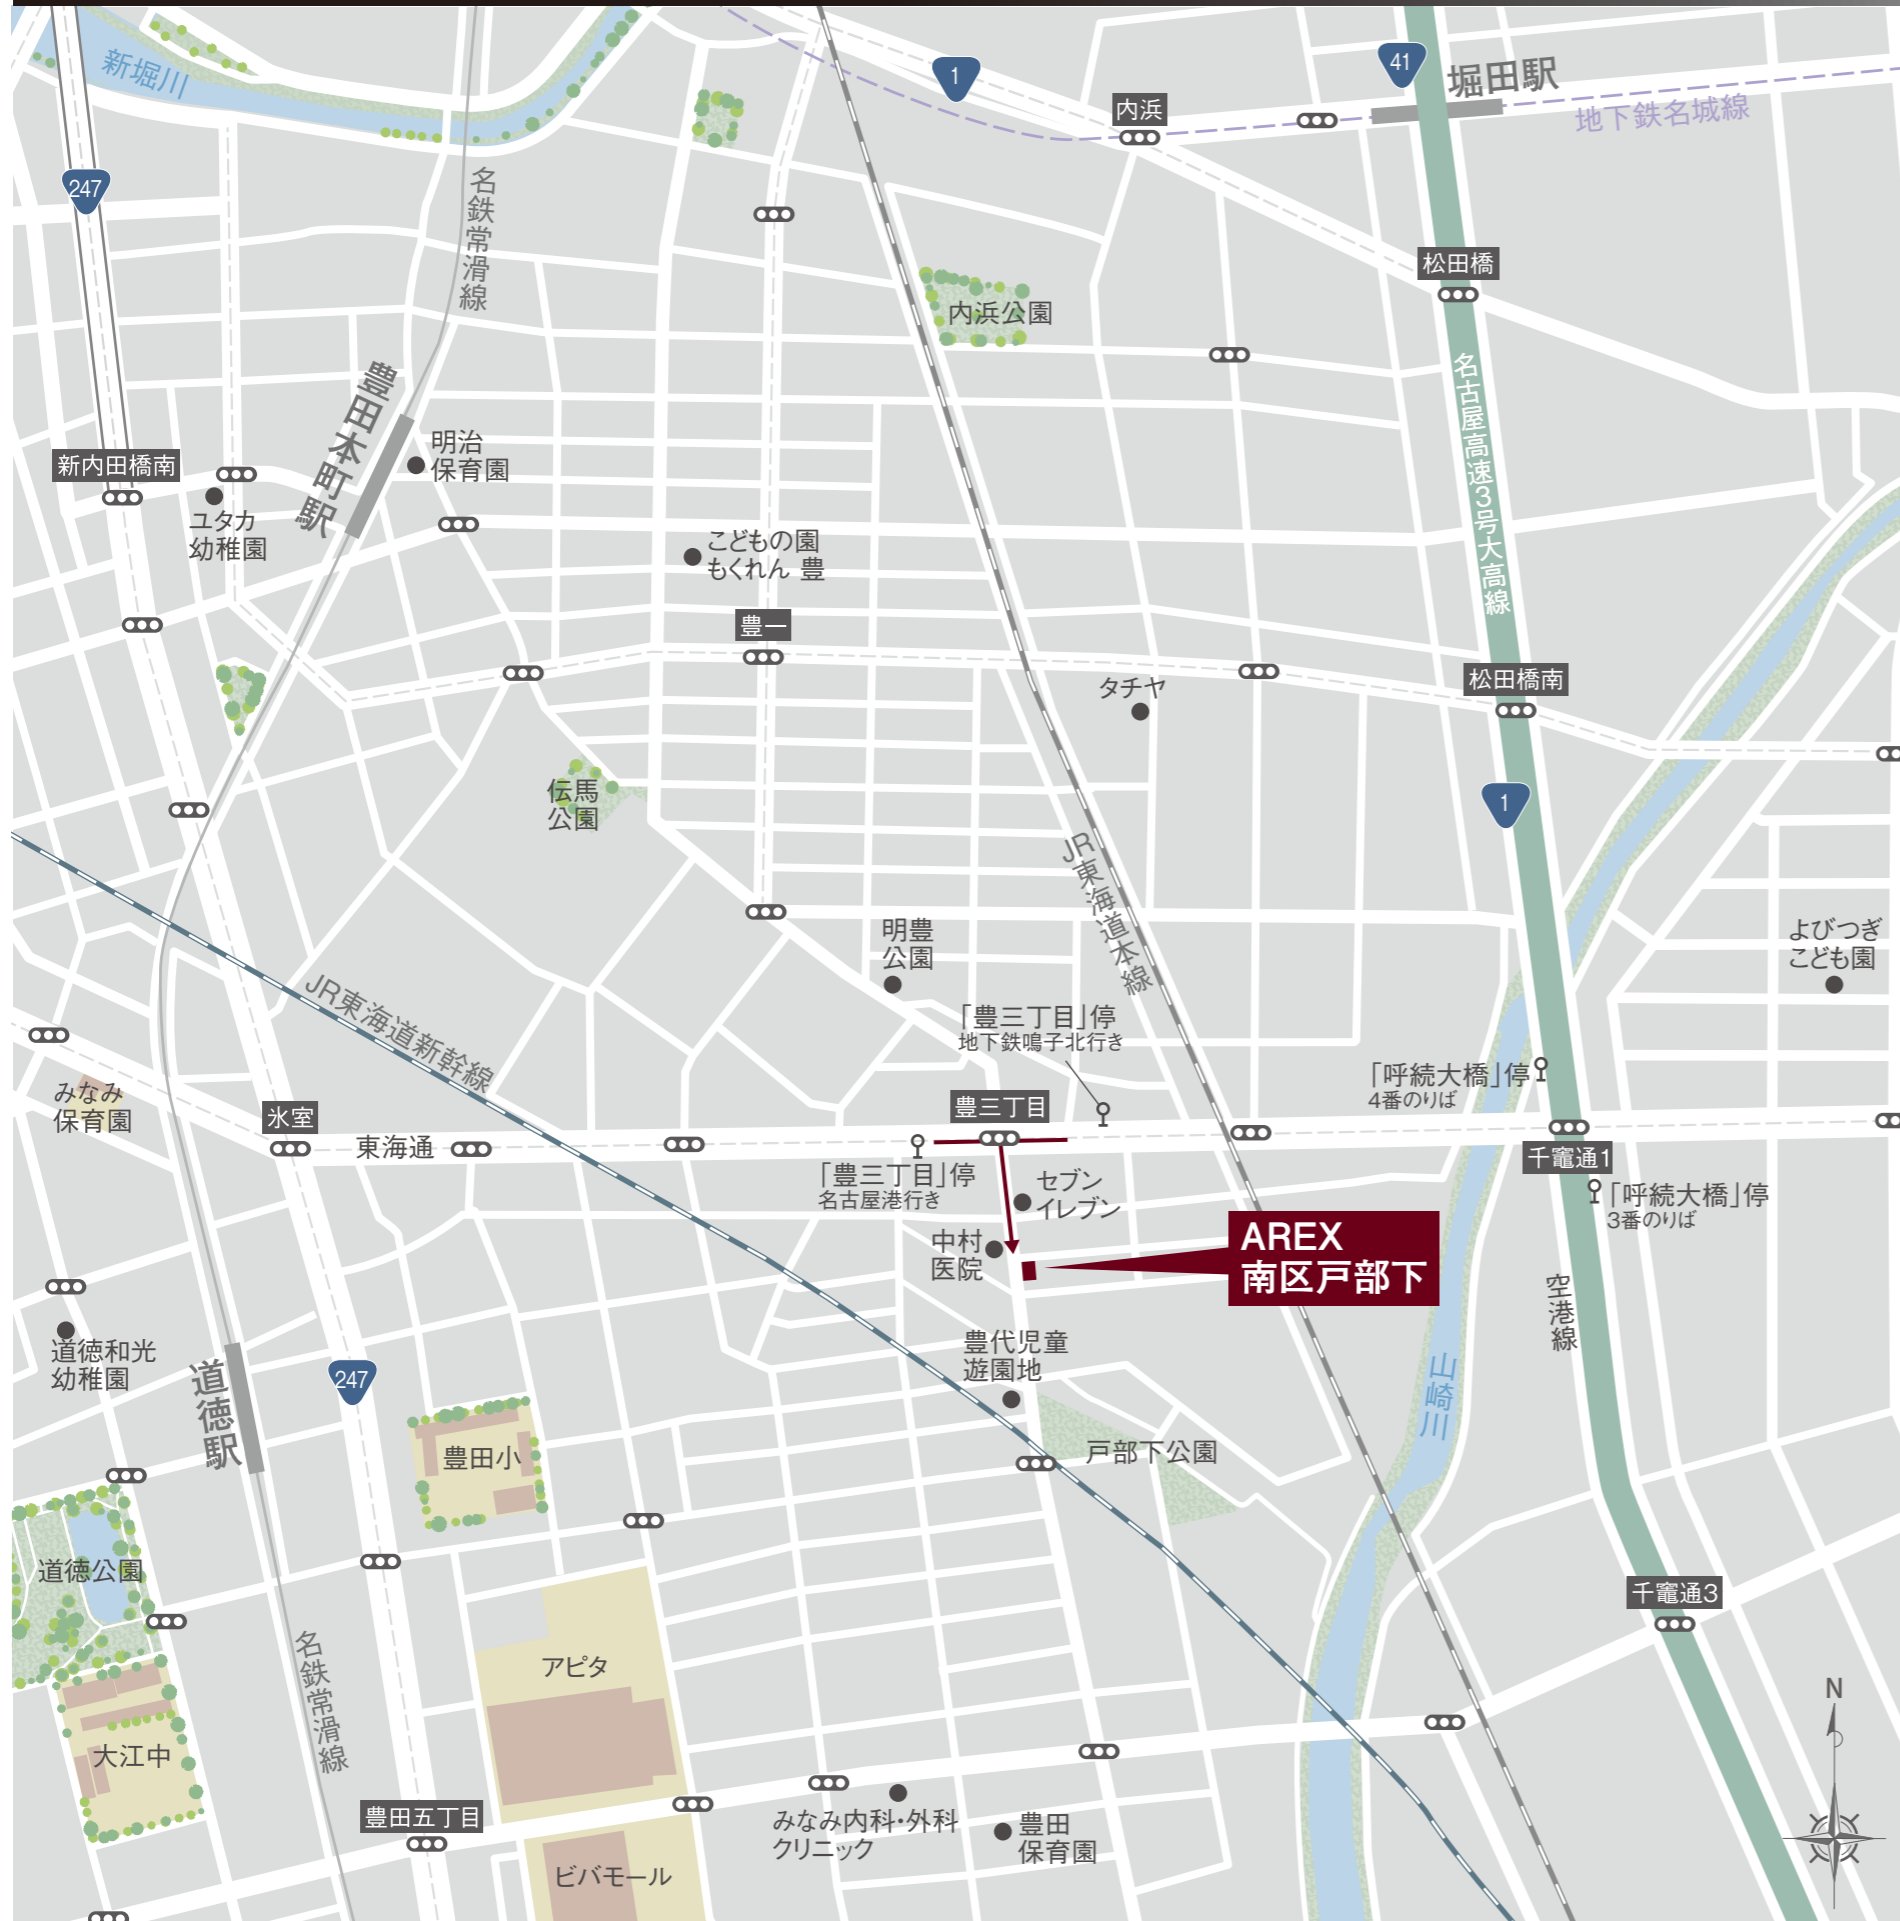 新堀川
1
41
堀田駅
地下鉄名城線
内浜
247
名鉄常滑線
松田橋
内浜公園
名古屋高速3号大高線
豊田本町駅
明治
保育園
新内田橋南
ユタカ
幼稚園
こどもの園
もくれん 豊
豊一
タチヤ
松田橋南
伝馬
公園
1
JR東海道本線
明豊
公園
よびつぎ
こども園
JR東海道新幹線
「豊三丁目」停
地下鉄鳴子北行き
「呼続大橋」停
4番のりば
みなみ
保育園
氷室
東海通
豊三丁目
「豊三丁目」停
名古屋港行き
セブン
イレブン
千竈通1
「呼続大橋」停
3番のりば
中村
医院
AREX
南区戸部下
空港線
道徳和光
幼稚園
道徳駅
247
豊代児童
遊園地
山崎川
豊田小
戸部下公園
道徳公園
千竈通3
名鉄常滑線
アピタ
N
大江中
豊田五丁目
みなみ内科・外科
クリニック
豊田
保育園
ビバモール